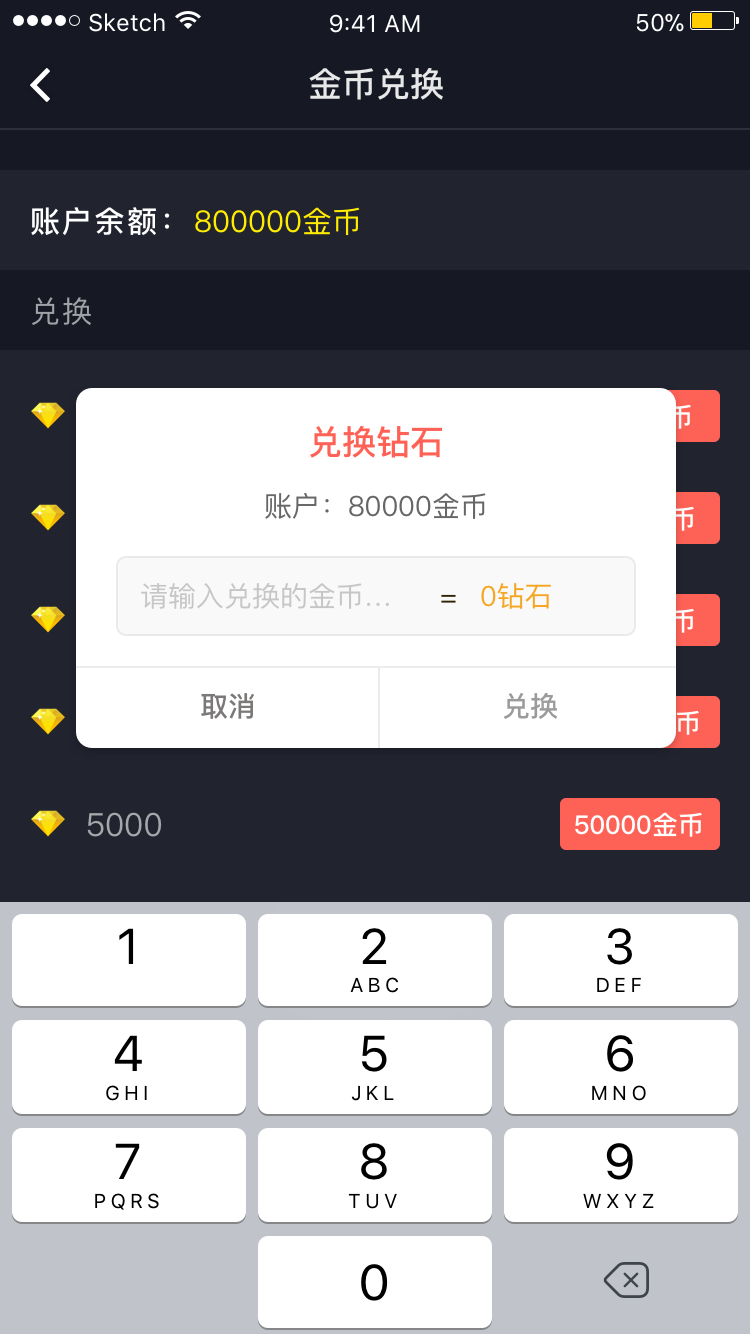 Sketch 9:41 AM 50%
金币兑换
账户余额： 800000金币
兑换
币
兑换钻石
账户：80000金币
币
请输入兑换的金币... = 0钻石
币
取消 兑换
币
5000 50000金币
1 2 3
ABC DEF
4 5 6
GHI JKL MNO
7 8 9
PQRS TUV WXYZ
0